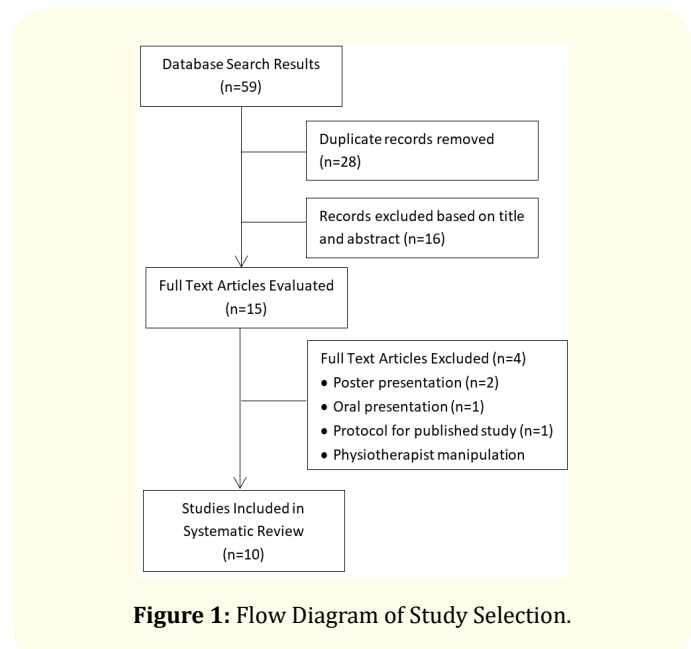 Database Search Results
(n=59)
Duplicate records removed
(n=28)
Records excluded based on title
and abstract (n=16)
Full Text Articles Evaluated
(n=15)
Full Text Articles Excluded (n=4)
• Poster presentation (n=2)
• Oral presentation (n=1)
• Protocol for published study (n=1)
• Physiotherapist manipulation
Studies Included in
Systematic Review
(n=10)
Figure 1: Flow Diagram of Study Selection.